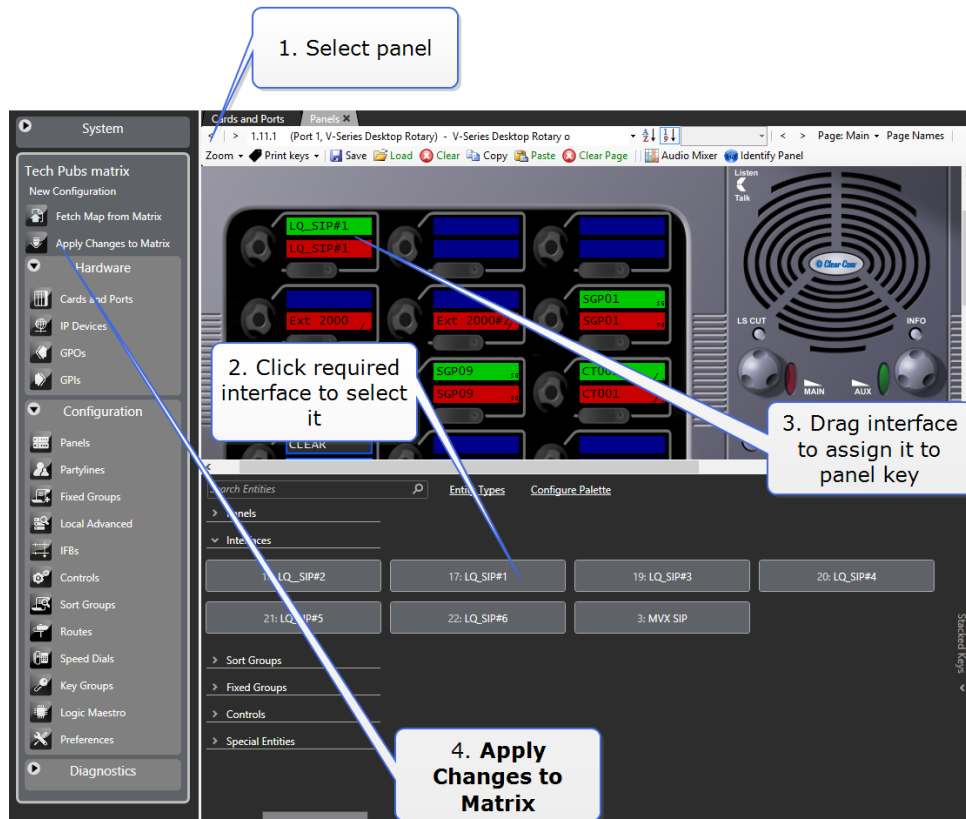 1. Select panel
Cards and Ports Panels
< > 1.11.1 (Port 1, V-Series Desktop Rotary) - V-Series Desktop Rotary o < > Page: Main Page Names
Zoom Print keys Save Load Clear Copy Paste Clear Page Audio Mixer Identify Panel
System
Tech Pubs matrix
New Configuration
Fetch Map from Matrix
Apply Changes to Matrix
Hardware
Cards and Ports
IP Devices
GPOs
GPIs
Configuration
Panels
Partylines
Fixed Groups
Local Advanced
IFBs
Controls
Sort Groups
Routes
Speed Dials
Key Groups
Logic Maestro
Preferences
Diagnostics
LQ_SIP#1
LQ_SIP#1
Ext 2000
Ext 2000#2
SGP01
SGP01
SGP09
SGP09
CT001
CT001
CLEAR
Listen
Talk
Clear-Com
LS CUT
INFO
MAIN
AUX
2. Click required
interface to select
it
3. Drag interface
to assign it to
panel key
Search Entities Entity Types Configure Palette
Panels
Interfaces
LQ__SIP#2 17: LQ_SIP#1 19: LQ_SIP#3 20: LQ_SIP#4
21: LQ_SIP#5 22: LQ_SIP#6 3: MVX SIP
Sort Groups
Fixed Groups
Controls
Special Entities
Stacked Keys
4. Apply
Changes to
Matrix